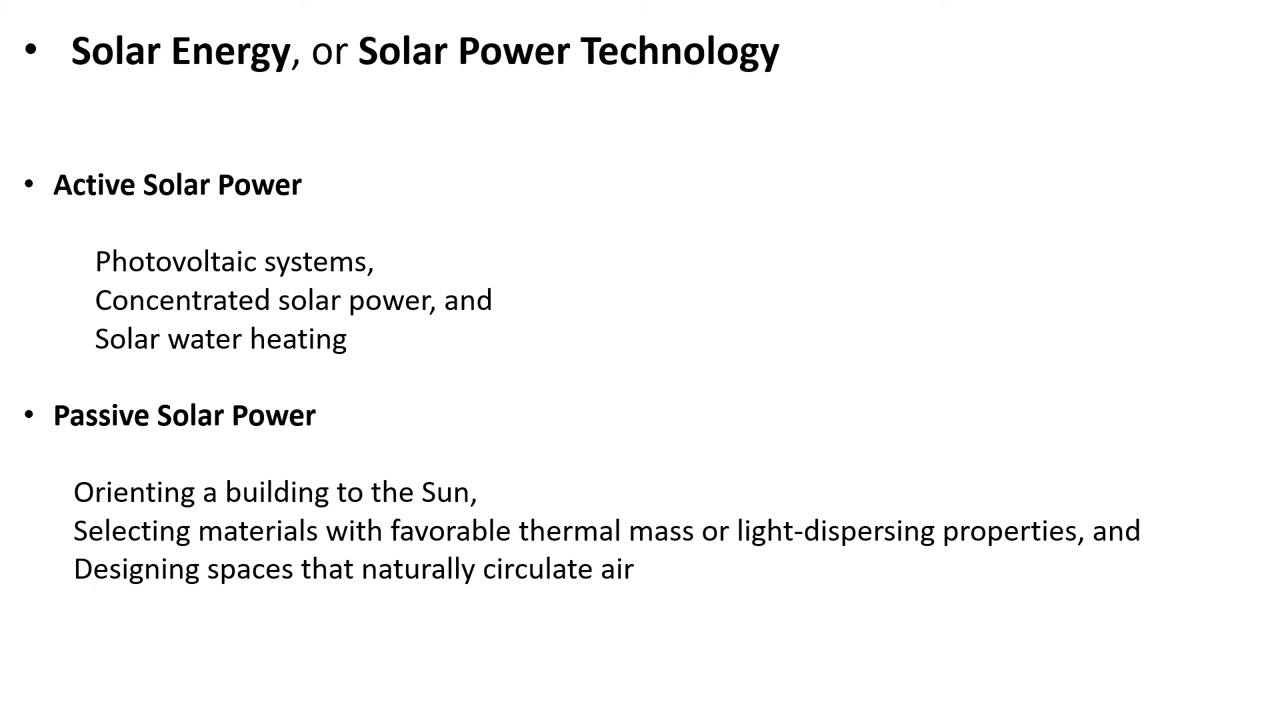 • Solar Energy, or Solar Power Technology
• Active Solar Power
Photovoltaic systems,
Concentrated solar power, and
Solar water heating
• Passive Solar Power
Orienting a building to the Sun,
Selecting materials with favorable thermal mass or light-dispersing properties, and
Designing spaces that naturally circulate air